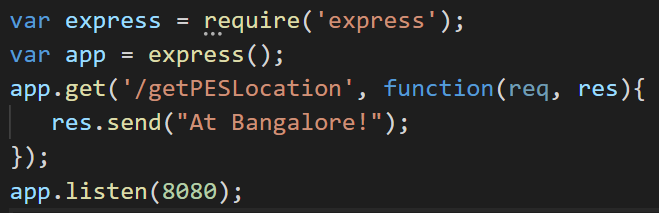 var express = require('express');
var app = express();
app.get('/getPESLocation', function(req, res){
   res.send("At Bangalore!");
});
app.listen(8080);